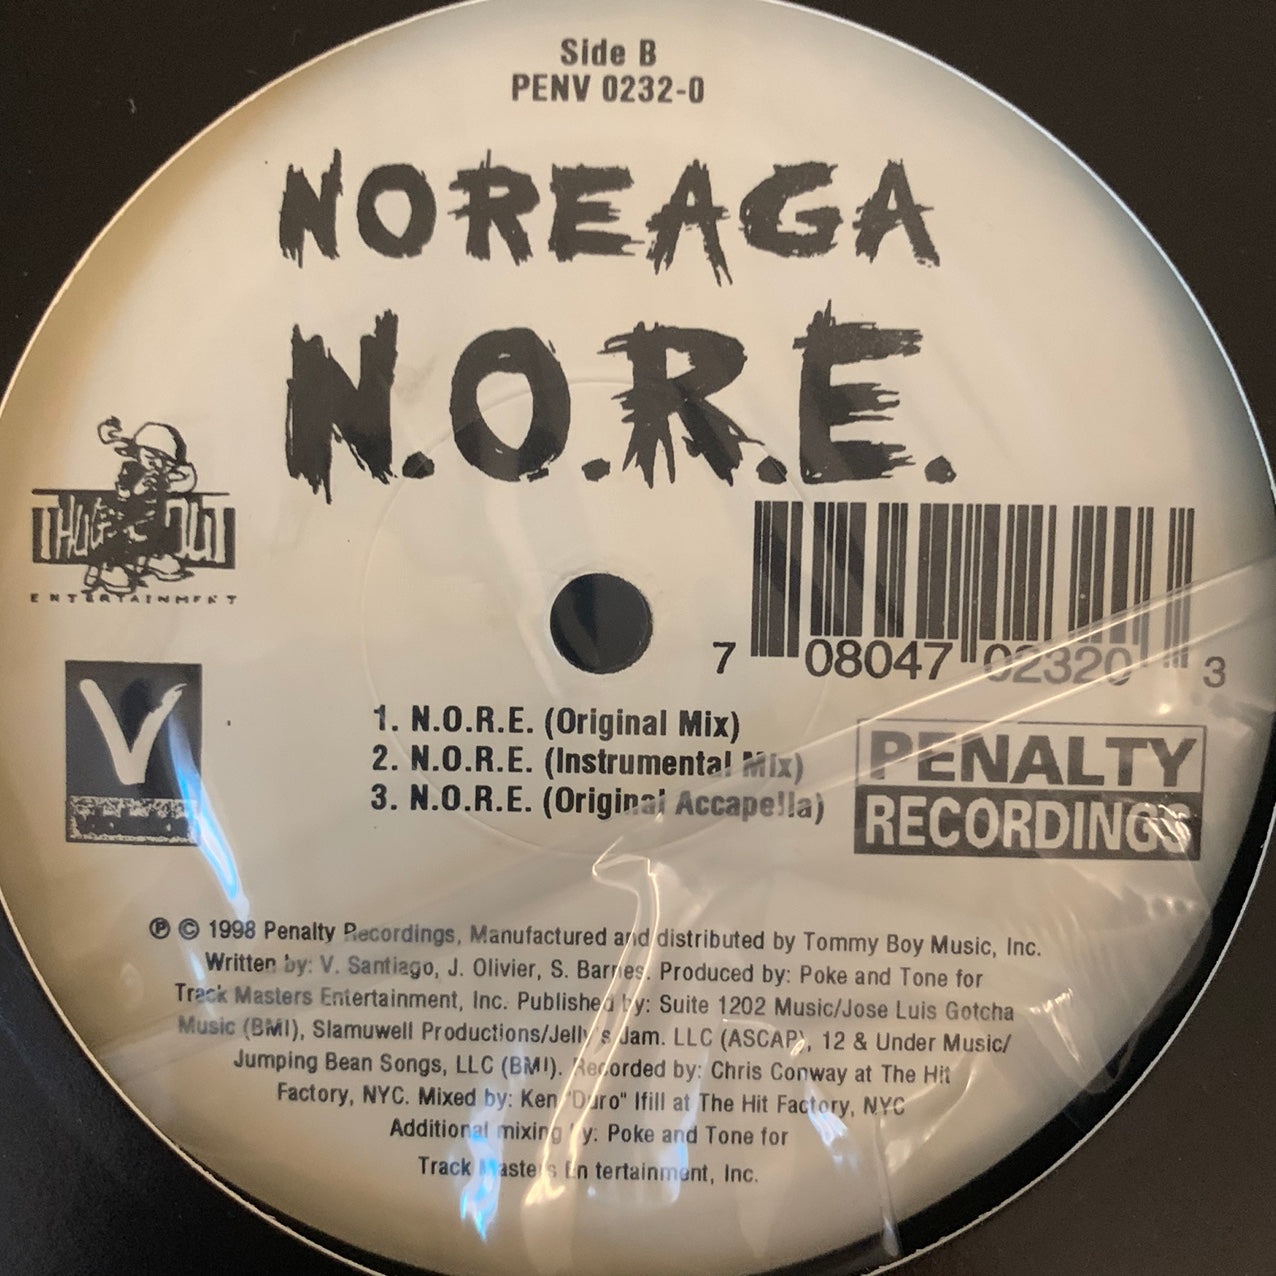 Side B
PENV 0232-0
NOREAGA
N.O.R.E.
THUGGED OUT
ENTERTAINMENT
V
7 08047 02320 3
1. N.O.R.E. (Original Mix)
2. N.O.R.E. (Instrumental Mix)
3. N.O.R.E. (Original Accapella)
PENALTY
RECORDINGS
℗ © 1998 Penalty Recordings, Manufactured and distributed by Tommy Boy Music, Inc.
Written by: V. Santiago, J. Olivier, S. Barnes. Produced by: Poke and Tone for
Track Masters Entertainment, Inc. Published by: Suite 1202 Music/Jose Luis Gotcha
Music (BMI), Slamuwell Productions/Jelly's Jam. LLC (ASCAP), 12 & Under Music/
Jumping Bean Songs, LLC (BMI). Recorded by: Chris Conway at The Hit
Factory, NYC. Mixed by: Ken "Duro" Ifill at The Hit Factory, NYC
Additional mixing by: Poke and Tone for
Track Masters En tertainment, Inc.